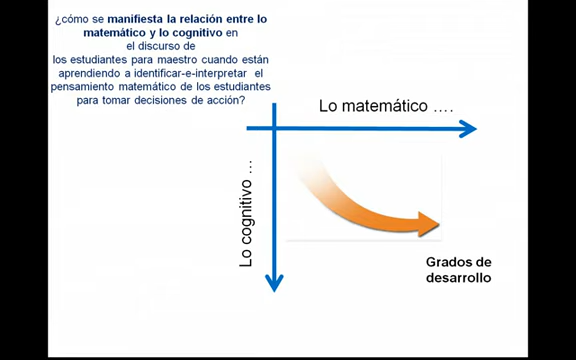 ¿cómo se manifiesta la relación entre lo
matemático y lo cognitivo en
el discurso de
los estudiantes para maestro cuando están
aprendiendo a identificar-e-interpretar el
pensamiento matemático de los estudiantes
para tomar decisiones de acción?
Lo matemático ….
Lo cognitivo …
Grados de
desarrollo